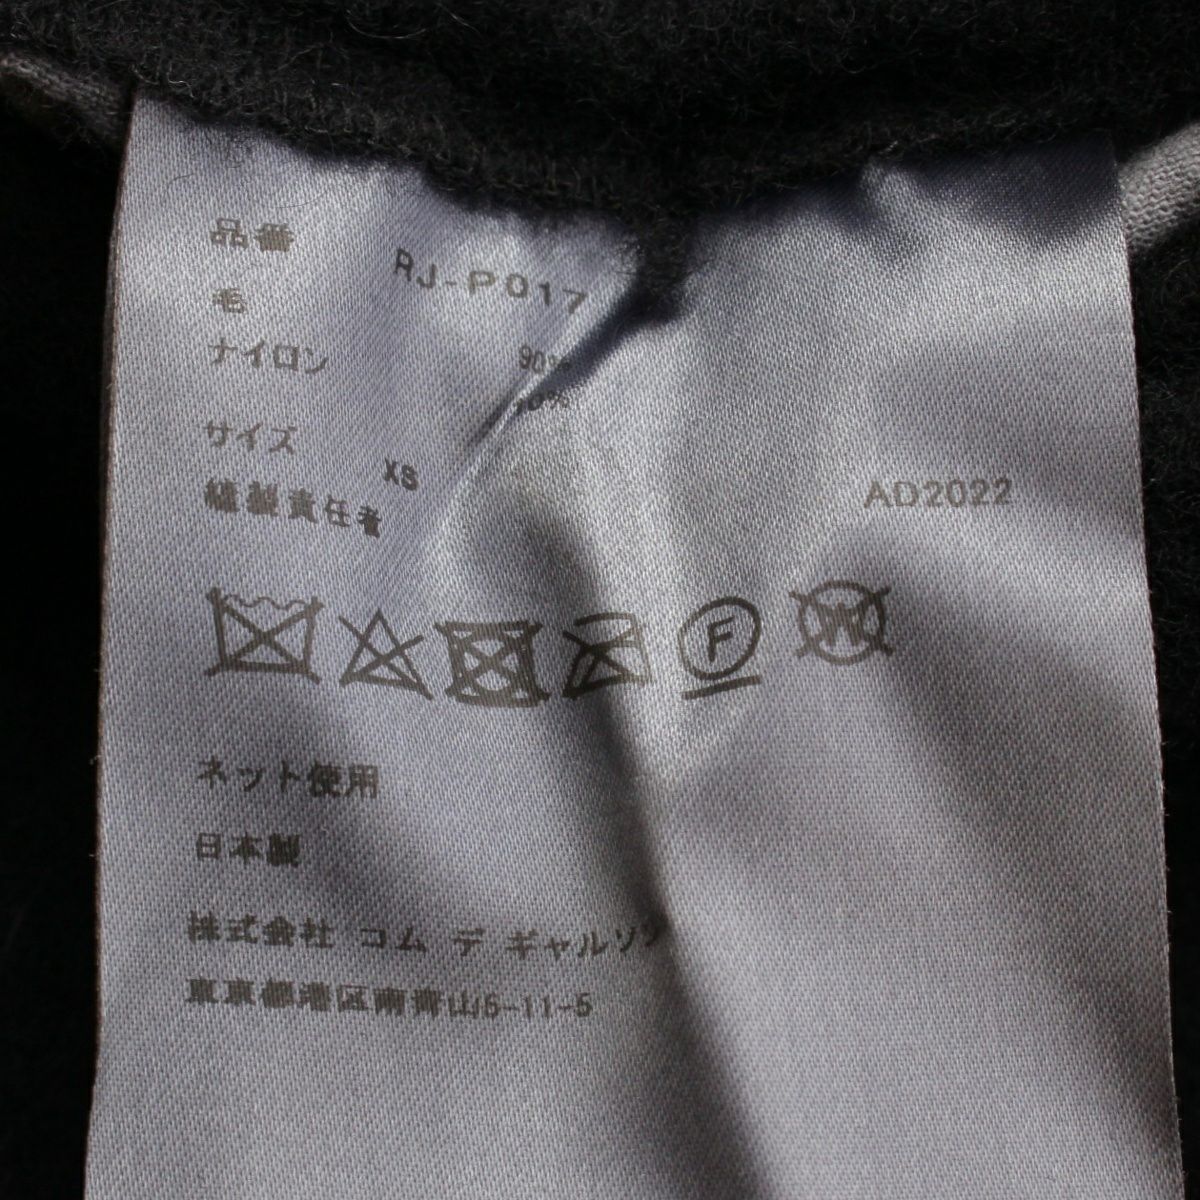 品番 RJ-P017
毛 90%
ナイロン 10%
サイズ XS
縫製責任者 AD2022
F
W
ネット使用
日本製
株式会社 コム デ ギャルソン
東京都港区南青山5-11-5